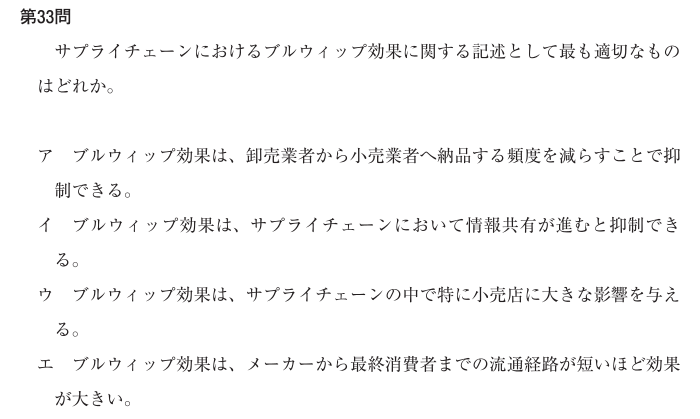 第33問
サプライチェーンにおけるブルウィップ効果に関する記述として最も適切なもの
はどれか。
ア　ブルウィップ効果は、卸売業者から小売業者へ納品する頻度を減らすことで抑
制できる。
イ　ブルウィップ効果は、サプライチェーンにおいて情報共有が進むと抑制でき
る。
ウ　ブルウィップ効果は、サプライチェーンの中で特に小売店に大きな影響を与え
る。
エ　ブルウィップ効果は、メーカーから最終消費者までの流通経路が短いほど効果
が大きい。